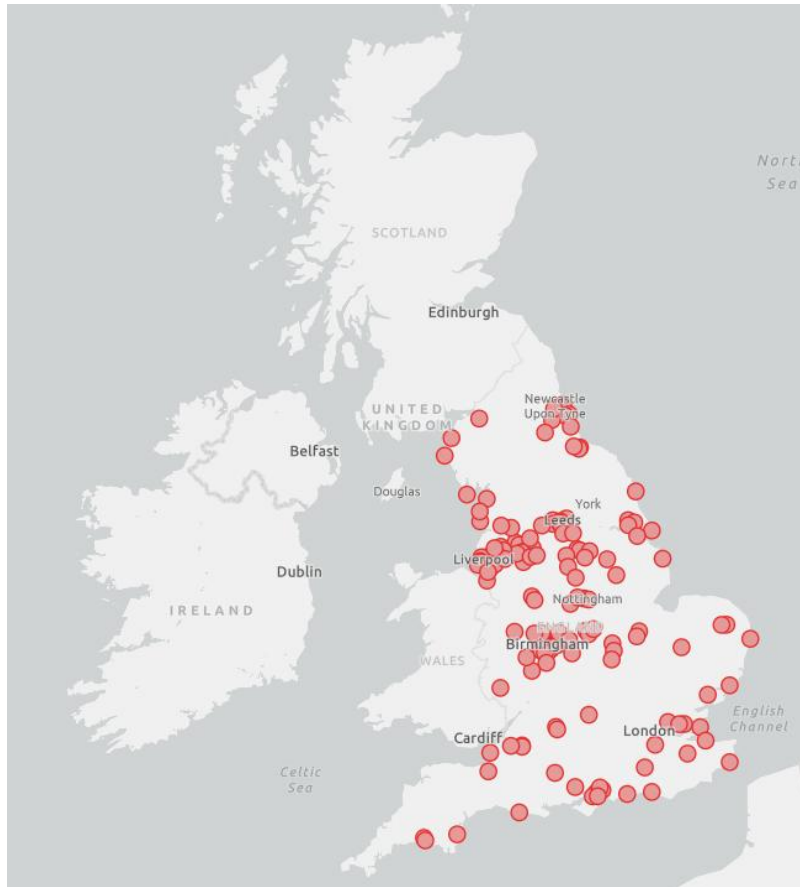 North
Sea
SCOTLAND
Edinburgh
Newcastle
Upon Tyne
UNITED
KINGDOM
Belfast
Douglas
York
Leeds
Liverpool
Dublin
IRELAND
Nottingham
ENGLAND
Birmingham
WALES
English
Channel
Cardiff
London
Celtic
Sea